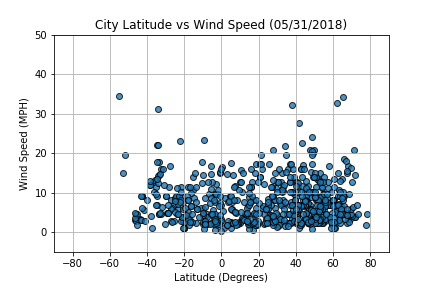 City Latitude vs Wind Speed (05/31/2018)
50
40
30
20
10
0
Wind Speed (MPH)
−80 −60 −40 −20 0 20 40 60 80
Latitude (Degrees)